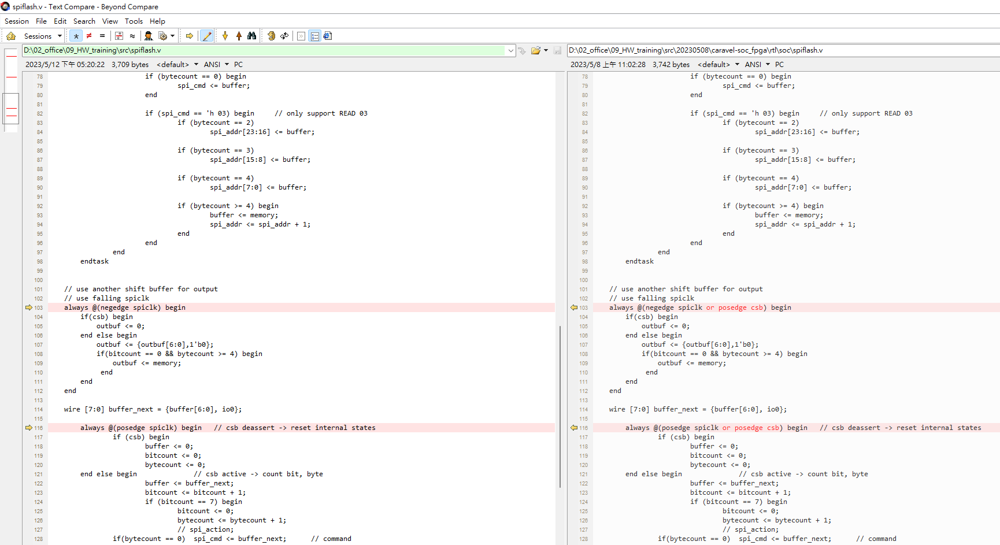 spiflash.v - Text Compare - Beyond Compare
Session File Edit Search View Tools Help
Sessions
D:\02_office\09_HW_training\src\spiflash.v
2023/5/12 下午 05:20:22 3,709 bytes <default> ANSI PC
78 if (bytecount == 0) begin
79 spi_cmd <= buffer;
80 end
81
82 if (spi_cmd == 'h 03) begin // only support READ 03
83 if (bytecount == 2)
84 spi_addr[23:16] <= buffer;
85
86 if (bytecount == 3)
87 spi_addr[15:8] <= buffer;
88
89 if (bytecount == 4)
90 spi_addr[7:0] <= buffer;
91
92 if (bytecount >= 4) begin
93 buffer <= memory;
94 spi_addr <= spi_addr + 1;
95 end
96 end
97 end
98 endtask
99
100
101 // use another shift buffer for output
102 // use falling spiclk
103 always @(negedge spiclk) begin
104 if(csb) begin
105 outbuf <= 0;
106 end else begin
107 outbuf <= {outbuf[6:0],1'b0};
108 if(bitcount == 0 && bytecount >= 4) begin
109 outbuf <= memory;
110 end
111 end
112 end
113
114 wire [7:0] buffer_next = {buffer[6:0], io0};
115
116 always @(posedge spiclk) begin // csb deassert -> reset internal states
117 if (csb) begin
118 buffer <= 0;
119 bitcount <= 0;
120 bytecount <= 0;
121 end else begin // csb active -> count bit, byte
122 buffer <= buffer_next;
123 bitcount <= bitcount + 1;
124 if (bitcount == 7) begin
125 bitcount <= 0;
126 bytecount <= bytecount + 1;
127 // spi_action;
128 if(bytecount == 0) spi_cmd <= buffer_next; // command
D:\02_office\09_HW_training\src\20230508\caravel-soc_fpga\rtl\soc\spiflash.v
2023/5/8 上午 11:02:28 3,742 bytes <default> ANSI PC
78 if (bytecount == 0) begin
79 spi_cmd <= buffer;
80 end
81
82 if (spi_cmd == 'h 03) begin // only support READ 03
83 if (bytecount == 2)
84 spi_addr[23:16] <= buffer;
85
86 if (bytecount == 3)
87 spi_addr[15:8] <= buffer;
88
89 if (bytecount == 4)
90 spi_addr[7:0] <= buffer;
91
92 if (bytecount >= 4) begin
93 buffer <= memory;
94 spi_addr <= spi_addr + 1;
95 end
96 end
97 end
98 endtask
99
100
101 // use another shift buffer for output
102 // use falling spiclk
103 always @(negedge spiclk or posedge csb) begin
104 if(csb) begin
105 outbuf <= 0;
106 end else begin
107 outbuf <= {outbuf[6:0],1'b0};
108 if(bitcount == 0 && bytecount >= 4) begin
109 outbuf <= memory;
110 end
111 end
112 end
113
114 wire [7:0] buffer_next = {buffer[6:0], io0};
115
116 always @(posedge spiclk or posedge csb) begin // csb deassert -> reset internal states
117 if (csb) begin
118 buffer <= 0;
119 bitcount <= 0;
120 bytecount <= 0;
121 end else begin // csb active -> count bit, byte
122 buffer <= buffer_next;
123 bitcount <= bitcount + 1;
124 if (bitcount == 7) begin
125 bitcount <= 0;
126 bytecount <= bytecount + 1;
127 // spi_action;
128 if(bytecount == 0) spi_cmd <= buffer_next; // command